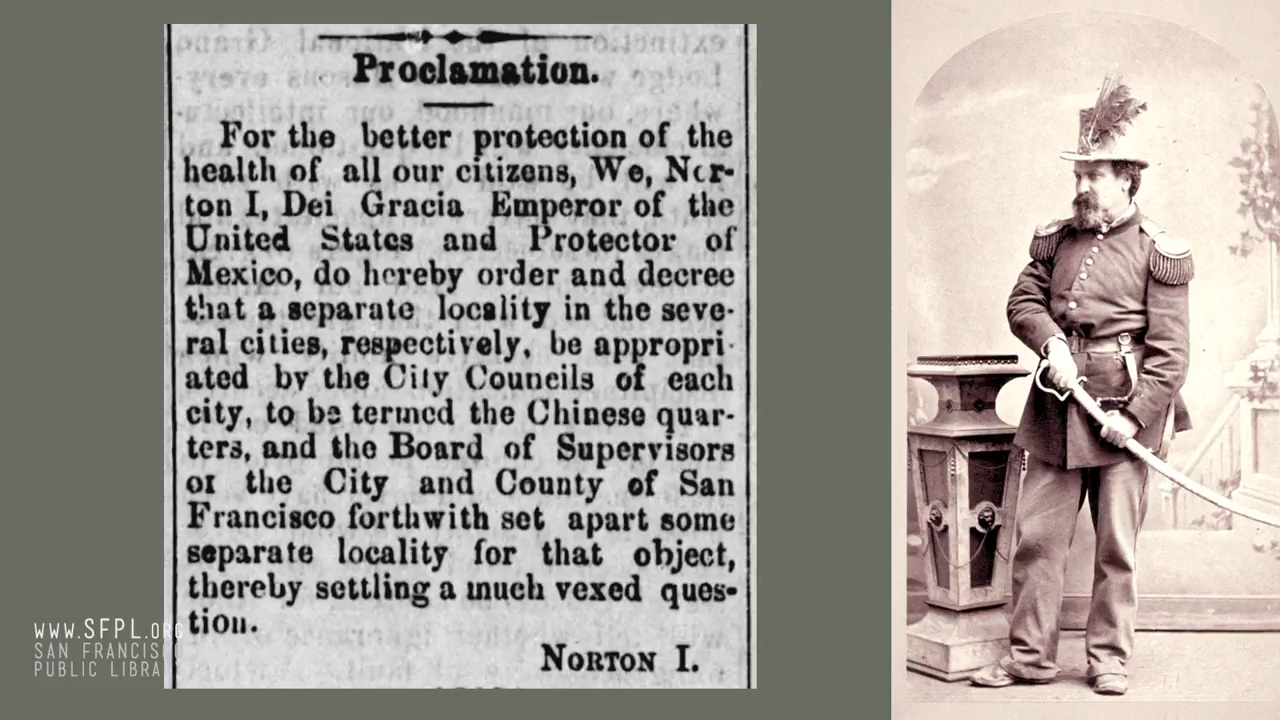 Proclamation.
For the better protection of the
health of all our citizens, We, Nor-
ton I, Dei Gracia Emperor of the
United States and Protector of
Mexico, do hereby order and decree
that a separate locality in the seve-
ral cities, respectively, be appropri-
ated by the City Councils of each
city, to be termed the Chinese quar-
ters, and the Board of Supervisors
of the City and County of San
Francisco forthwith set apart some
separate locality for that object,
thereby settling a much vexed ques-
tion.
NORTON I.
WWW.SFPL.ORG
SAN FRANCIS
PUBLIC LIBRA